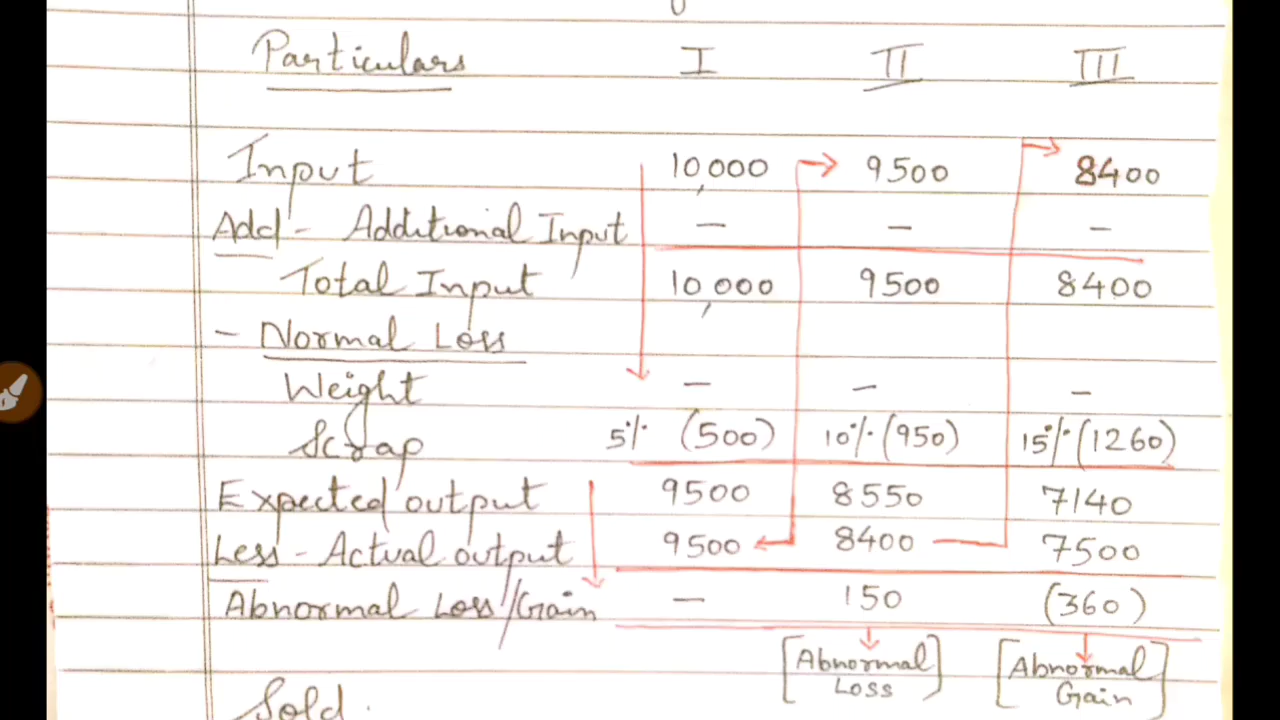 Particulars I II III
Input 10,000 9500 8400
Add - Additional Input - - -
Total Input 10,000 9500 8400
- Normal Loss
Weight - - -
Scrap 5% (500) 10% (950) 15% (1260)
Expected output 9500 8550 7140
Less - Actual output 9500 8400 7500
Abnormal Loss/Gain - 150 (360)
[Abnormal Loss] [Abnormal Gain]
Sold.